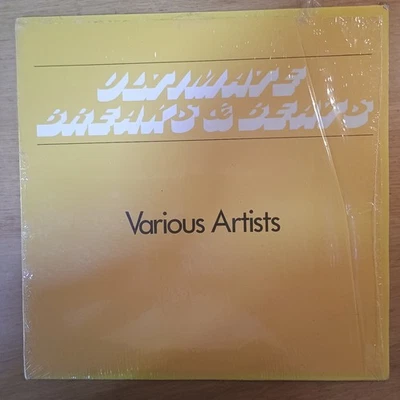 ULTIMATE
BREAKS & BEATS
Various Artists